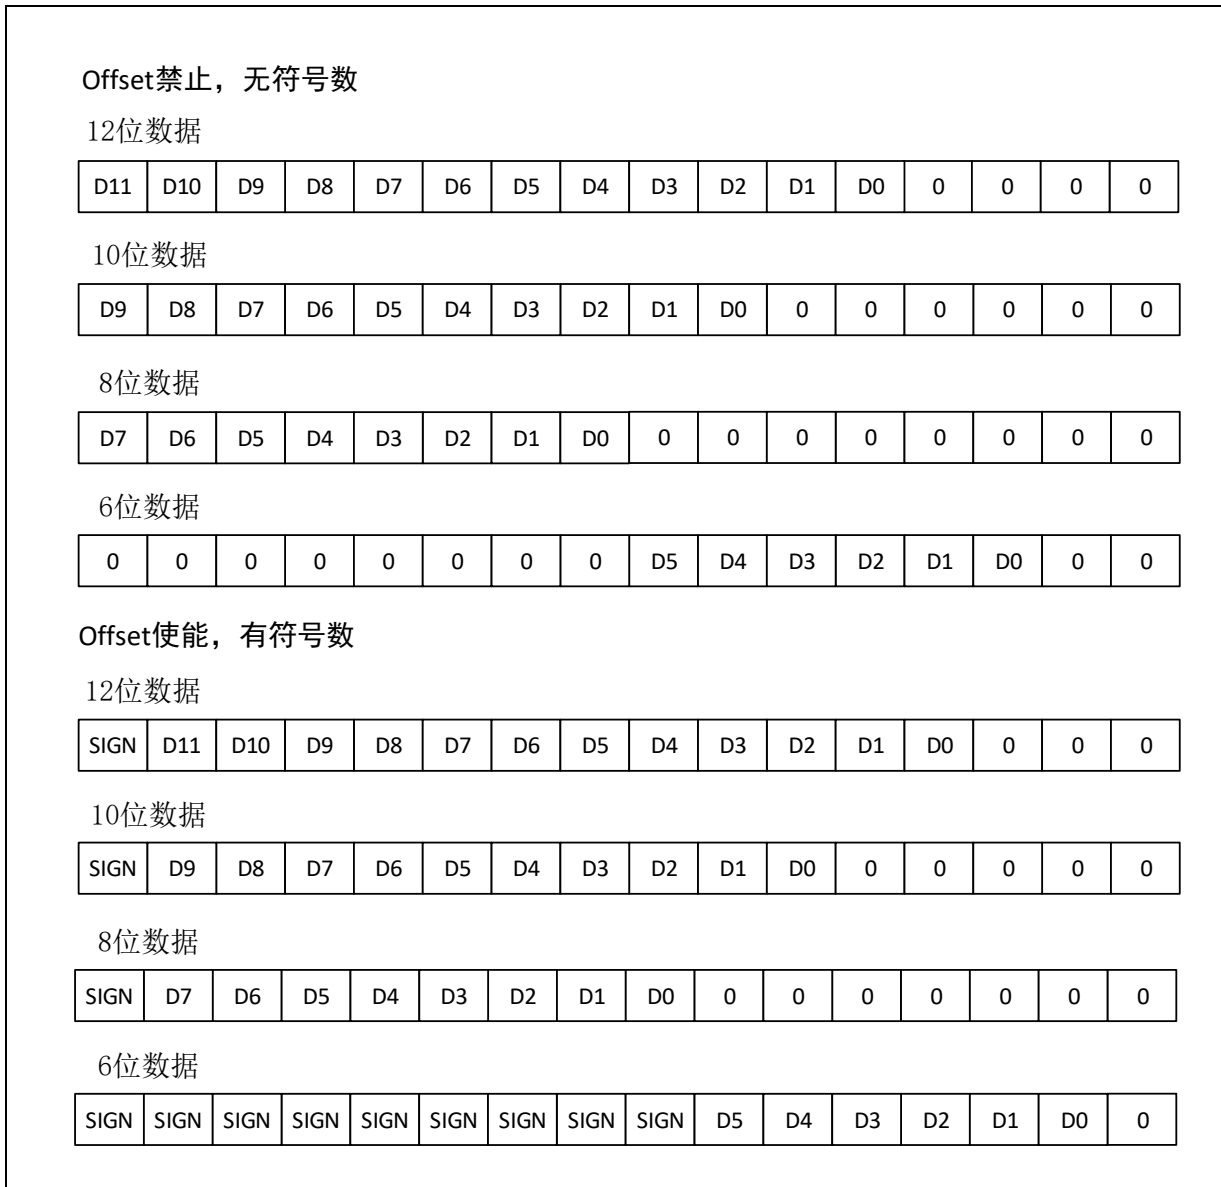 Offset禁止，无符号数
12位数据
D11 D10 D9 D8 D7 D6 D5 D4 D3 D2 D1 D0 0 0 0 0
10位数据
D9 D8 D7 D6 D5 D4 D3 D2 D1 D0 0 0 0 0 0 0
8位数据
D7 D6 D5 D4 D3 D2 D1 D0 0 0 0 0 0 0 0 0
6位数据
0 0 0 0 0 0 0 0 D5 D4 D3 D2 D1 D0 0 0
Offset使能，有符号数
12位数据
SIGN D11 D10 D9 D8 D7 D6 D5 D4 D3 D2 D1 D0 0 0 0
10位数据
SIGN D9 D8 D7 D6 D5 D4 D3 D2 D1 D0 0 0 0 0 0
8位数据
SIGN D7 D6 D5 D4 D3 D2 D1 D0 0 0 0 0 0 0 0
6位数据
SIGN SIGN SIGN SIGN SIGN SIGN SIGN SIGN SIGN D5 D4 D3 D2 D1 D0 0